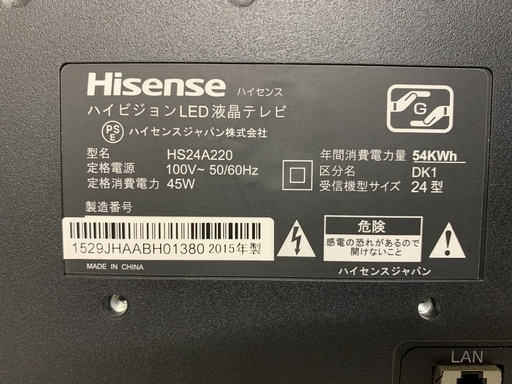 Hisense ハイセンス
ハイビジョンLED液晶テレビ
PS E ハイセンスジャパン株式会社
G
型名 HS24A220
定格電源 100V~ 50/60Hz
定格消費電力 45W
年間消費電力量 54KWh
区分名 DK1
受信機型サイズ 24型
製造番号
1529JHAABH01380 2015年製
MADE IN CHINA
危険
感電の恐れがあるので
開けないこと
ハイセンスジャパン
LAN